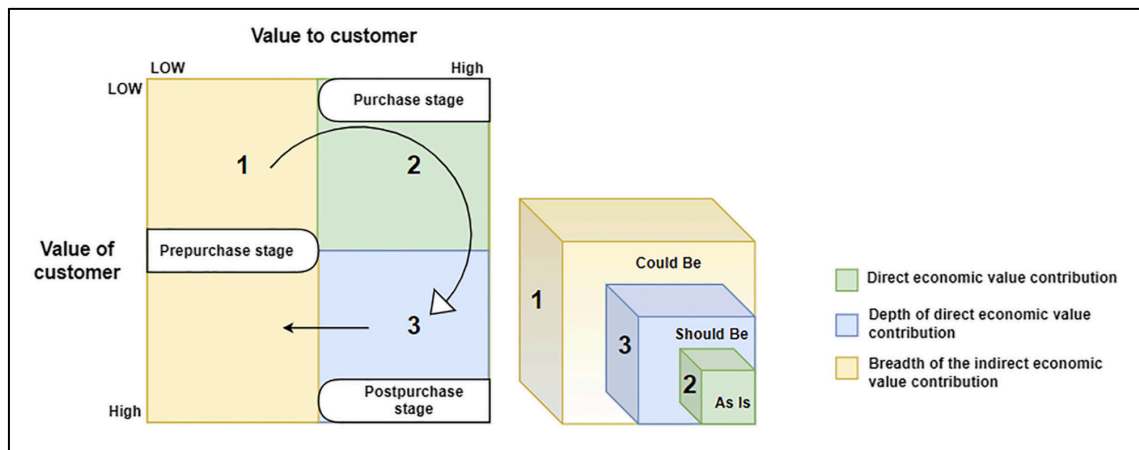 Value to customer
LOW
High
LOW
Purchase stage
1
2
Value of
customer
Prepurchase stage
3
High
Postpurchase
stage
Could Be
1
Should Be
3
2
As Is
Direct economic value contribution
Depth of direct economic value
contribution
Breadth of the indirect economic
value contribution